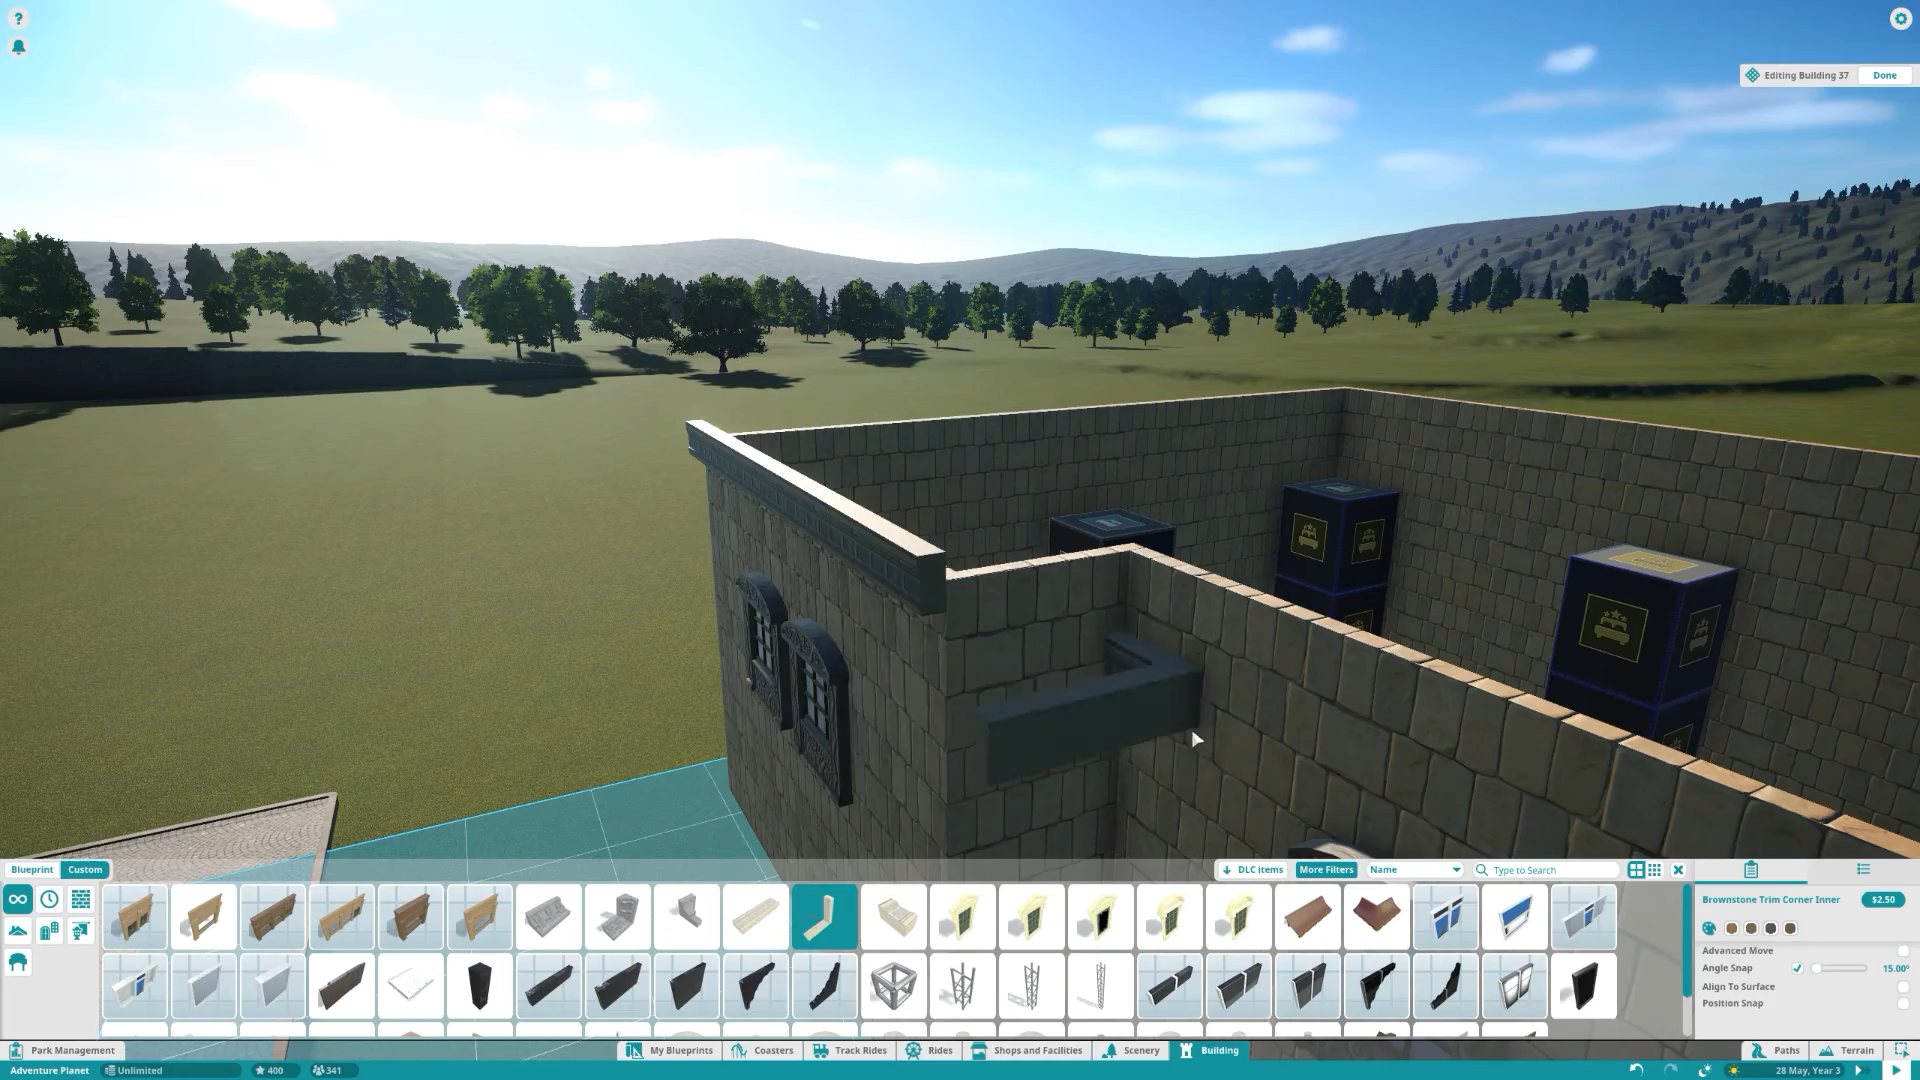 ?
Editing Building 37 Done
Blueprint Custom
DLC items More Filters Name Type to Search
Brownstone Trim Corner Inner $2.50
Advanced Move
Angle Snap 15.00°
Align To Surface
Position Snap
Park Management My Blueprints Coasters Track Rides Rides Shops and Facilities Scenery Building Paths Terrain
Adventure Planet Unlimited 400 341 28 May, Year 3